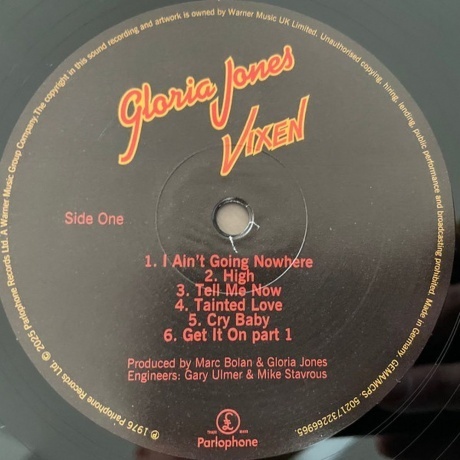 Gloria Jones
VIXEN
Side One
1. I Ain't Going Nowhere
2. High
3. Tell Me Now
4. Tainted Love
5. Cry Baby
6. Get It On part 1
Produced by Marc Bolan & Gloria Jones
Engineers: Gary Ulmer & Mike Stavrous
Parlophone
℗ 1976 Parlophone Records Ltd. © 2025 Parlophone Records Ltd. A Warner Music Group Company. The copyright in this sound recording and artwork is owned by Warner Music UK Limited. Unauthorised copying, hiring, lending, public performance and broadcasting prohibited. Made in Germany. GEMA/MCPS. 5021732266965.